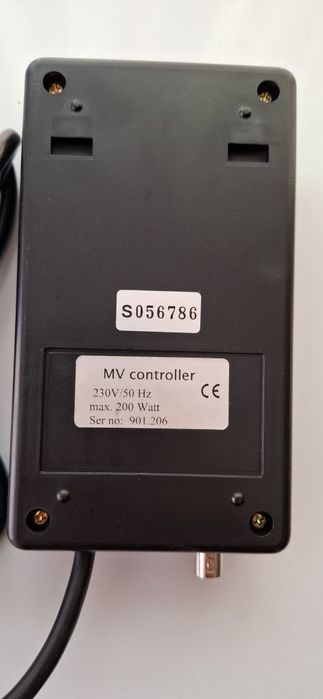 S056786
MV controller
230V/50 Hz CE
max. 200 Watt
Ser no: 901.206